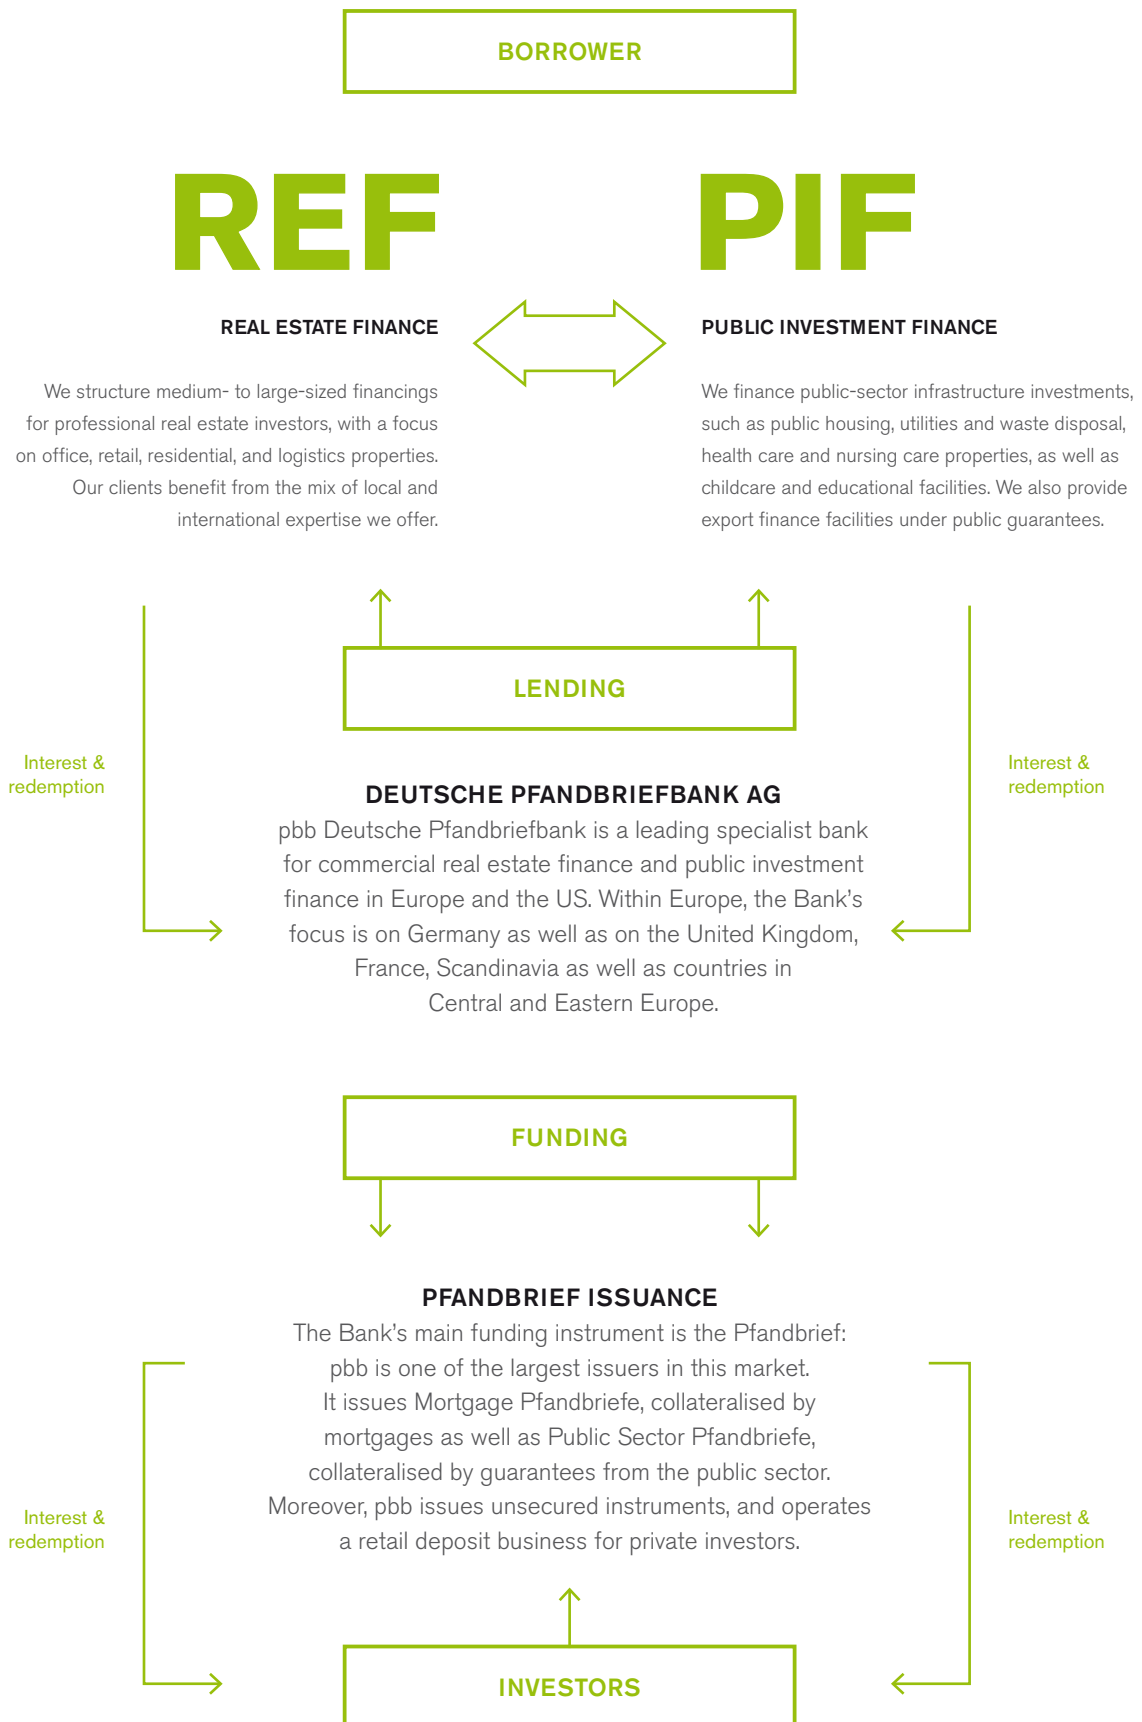 BORROWER
REF
REAL ESTATE FINANCE
We structure medium- to large-sized financings
for professional real estate investors, with a focus
on office, retail, residential, and logistics properties.
Our clients benefit from the mix of local and
international expertise we offer.
PIF
PUBLIC INVESTMENT FINANCE
We finance public-sector infrastructure investments,
such as public housing, utilities and waste disposal,
health care and nursing care properties, as well as
childcare and educational facilities. We also provide
export finance facilities under public guarantees.
LENDING
Interest &
redemption
Interest &
redemption
DEUTSCHE PFANDBRIEFBANK AG
pbb Deutsche Pfandbriefbank is a leading specialist bank
for commercial real estate finance and public investment
finance in Europe and the US. Within Europe, the Bank’s
focus is on Germany as well as on the United Kingdom,
France, Scandinavia as well as countries in
Central and Eastern Europe.
FUNDING
PFANDBRIEF ISSUANCE
The Bank’s main funding instrument is the Pfandbrief:
pbb is one of the largest issuers in this market.
It issues Mortgage Pfandbriefe, collateralised by
mortgages as well as Public Sector Pfandbriefe,
collateralised by guarantees from the public sector.
Moreover, pbb issues unsecured instruments, and operates
a retail deposit business for private investors.
Interest &
redemption
Interest &
redemption
INVESTORS